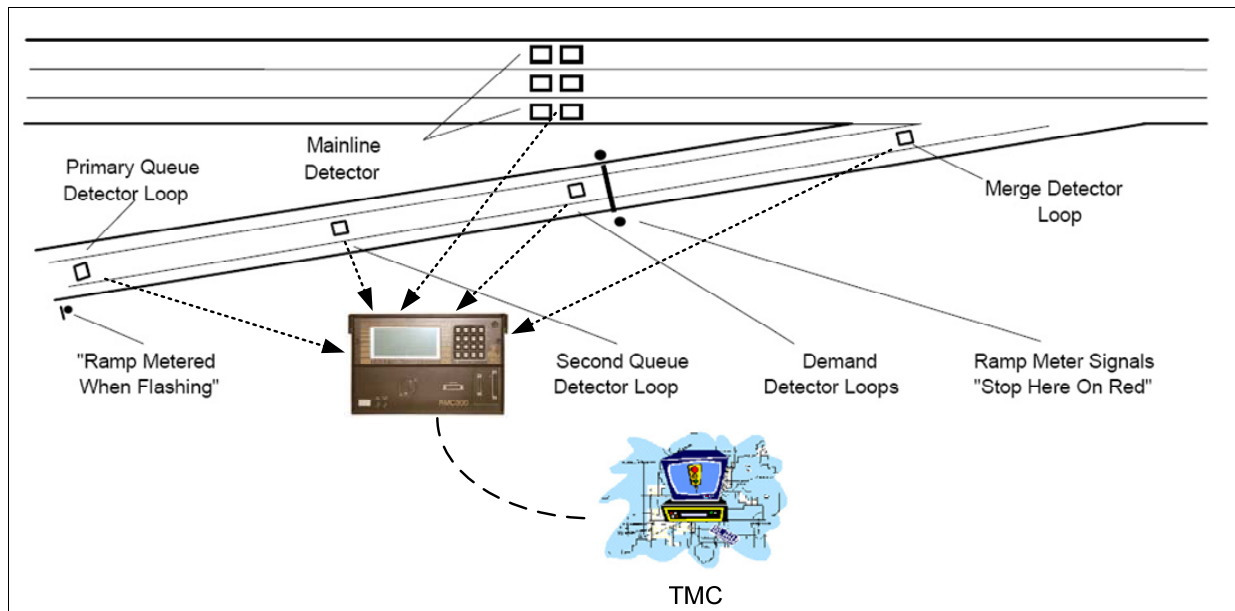 Mainline
Detector
Primary Queue
Detector Loop
Merge Detector
Loop
"Ramp Metered
When Flashing"
Second Queue
Detector Loop
Demand
Detector Loops
Ramp Meter Signals
"Stop Here On Red"
RMC300
TMC